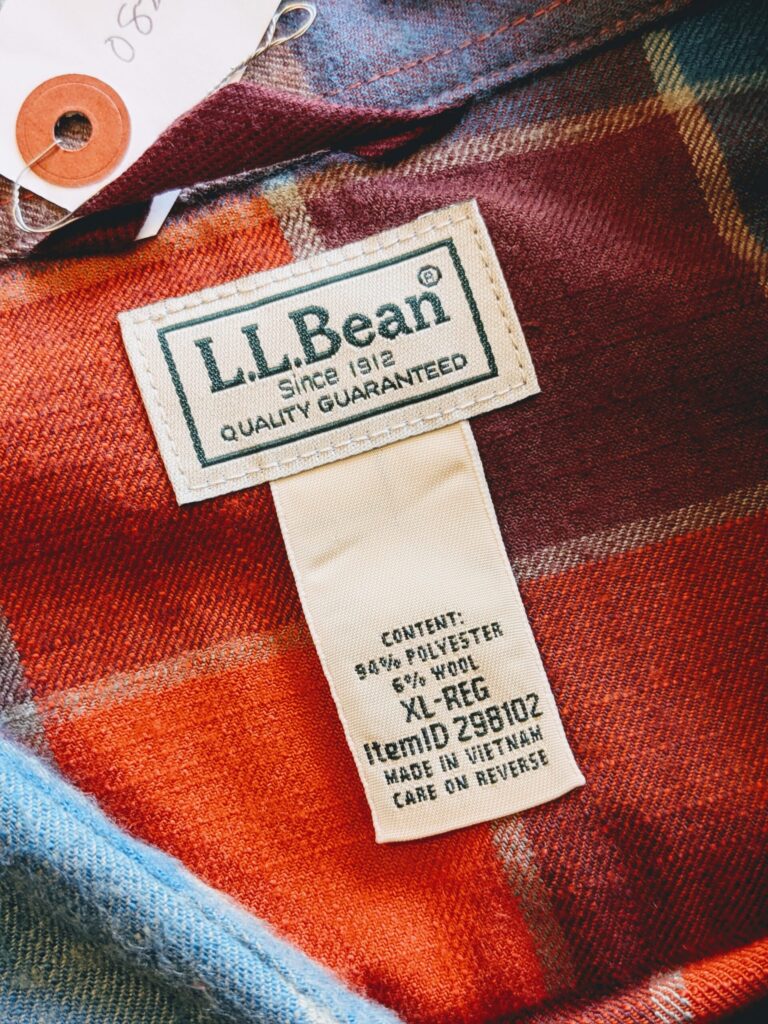 L.L.Bean®
Since 1912
QUALITY GUARANTEED
CONTENT:
94% POLYESTER
6% WOOL
XL-REG
ItemID 298102
MADE IN VIETNAM
CARE ON REVERSE